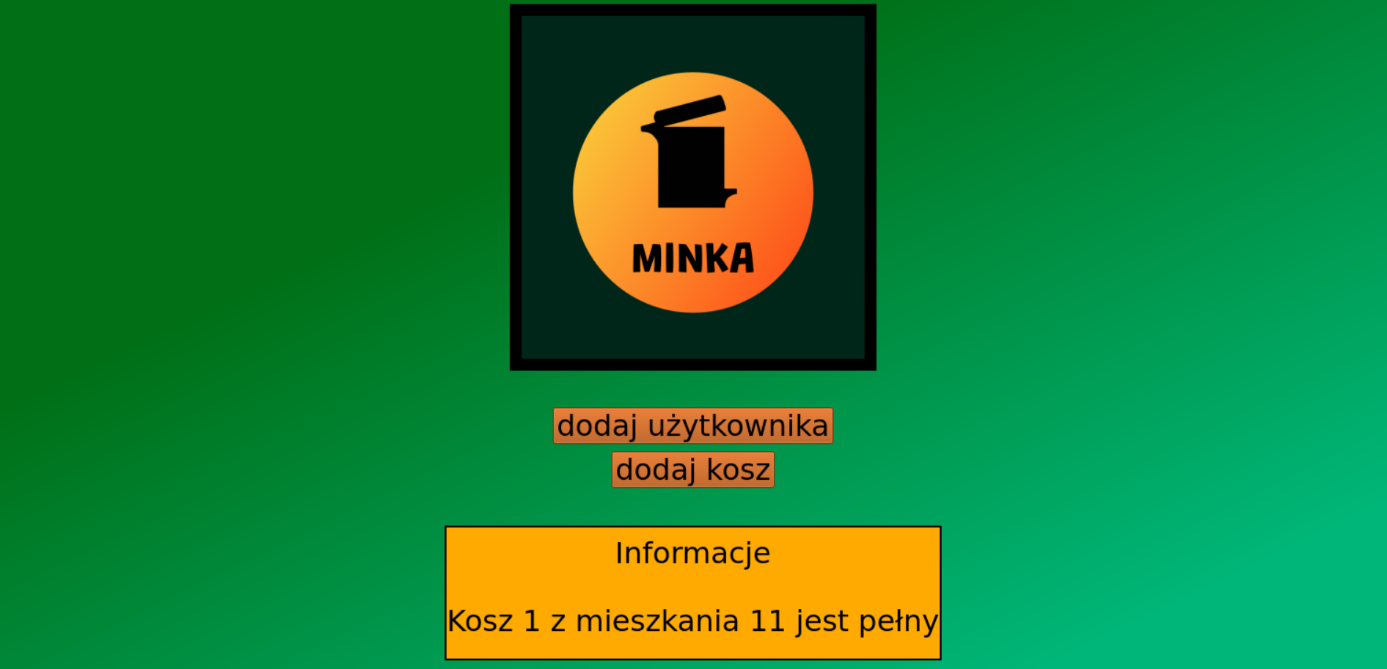 MINKA
dodaj użytkownika
dodaj kosz
Informacje
Kosz 1 z mieszkania 11 jest pełny